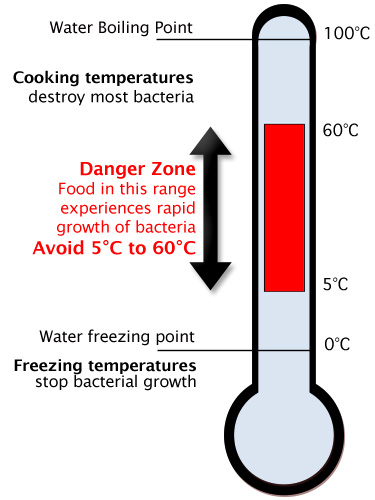 Water Boiling Point
100°C
Cooking temperatures
destroy most bacteria
60°C
Danger Zone
Food in this range
experiences rapid
growth of bacteria
Avoid 5°C to 60°C
5°C
Water freezing point
0°C
Freezing temperatures
stop bacterial growth